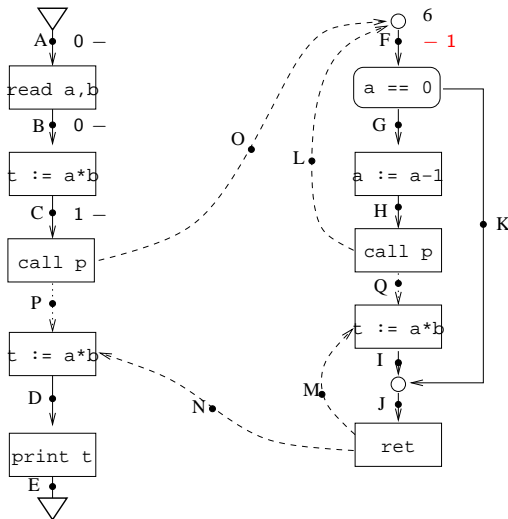 A 0 –
read a,b
B 0 –
t := a*b
C 1 –
call p
P
t := a*b
D
print t
E
O
L
N
M
6
F – 1
a == 0
G
a := a-1
H
call p
Q
t := a*b
I
J
ret
K